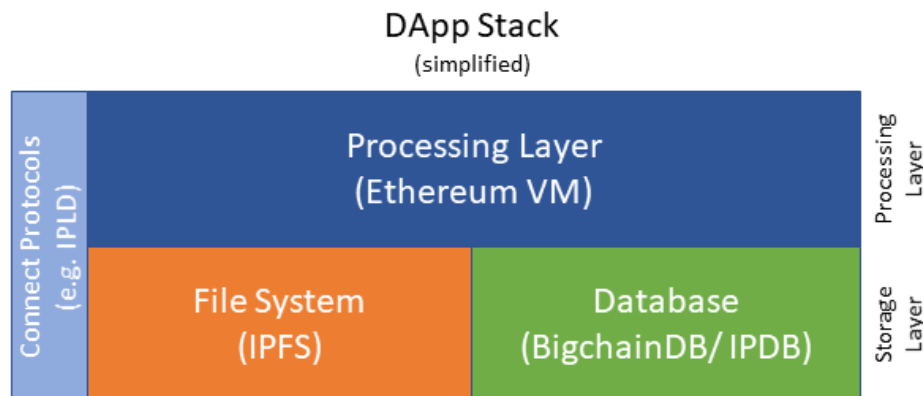 DApp Stack
(simplified)
Connect Protocols
(e.g. IPLD)
Processing Layer
(Ethereum VM)
Processing
Layer
File System
(IPFS)
Database
(BigchainDB/ IPDB)
Storage
Layer